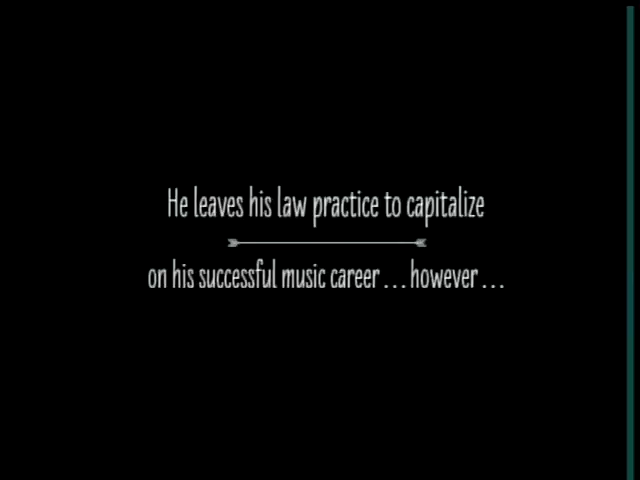 He leaves his law practice to capitalize
on his successful music career...however...